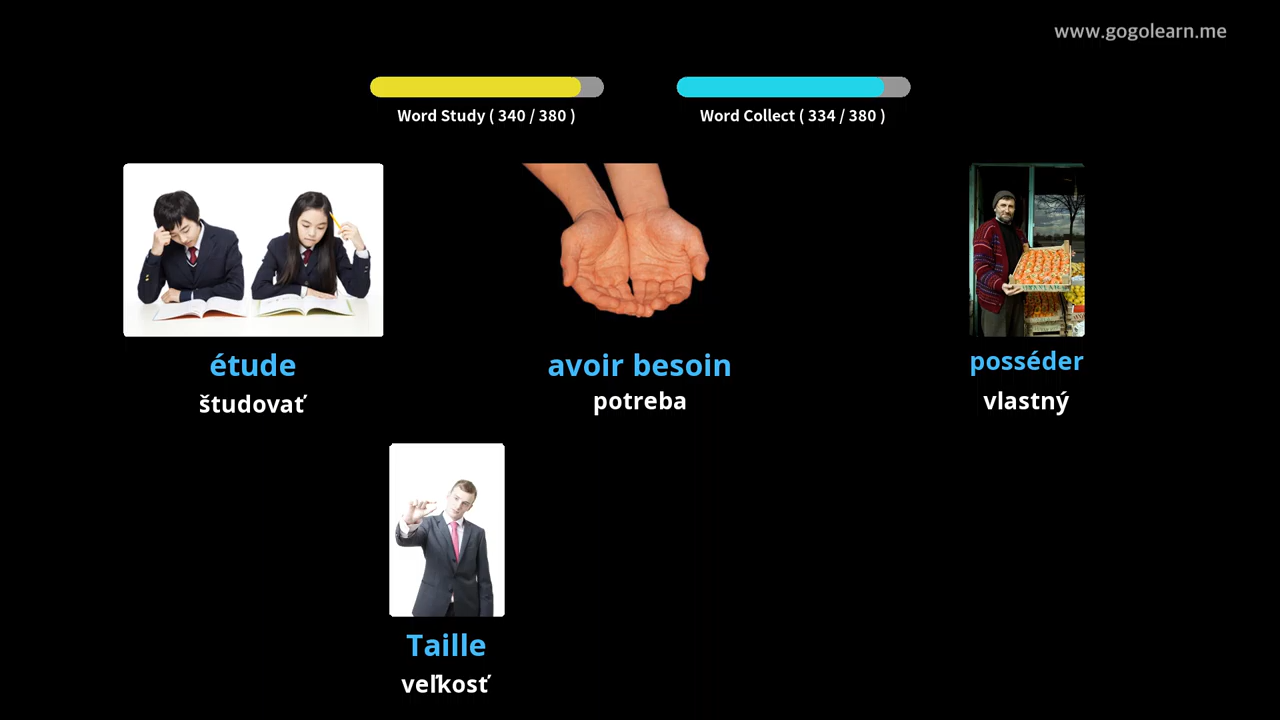 www.gogolearn.me
Word Study ( 340 / 380 )
Word Collect ( 334 / 380 )
étude
študovať
avoir besoin
potreba
posséder
vlastný
Taille
veľkosť